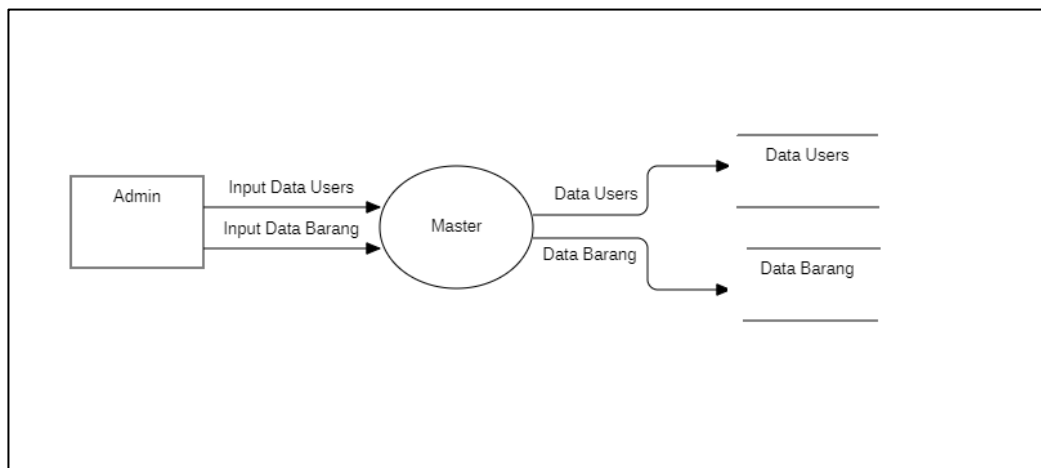 Admin
Input Data Users
Input Data Barang
Master
Data Users
Data Barang
Data Users
Data Barang